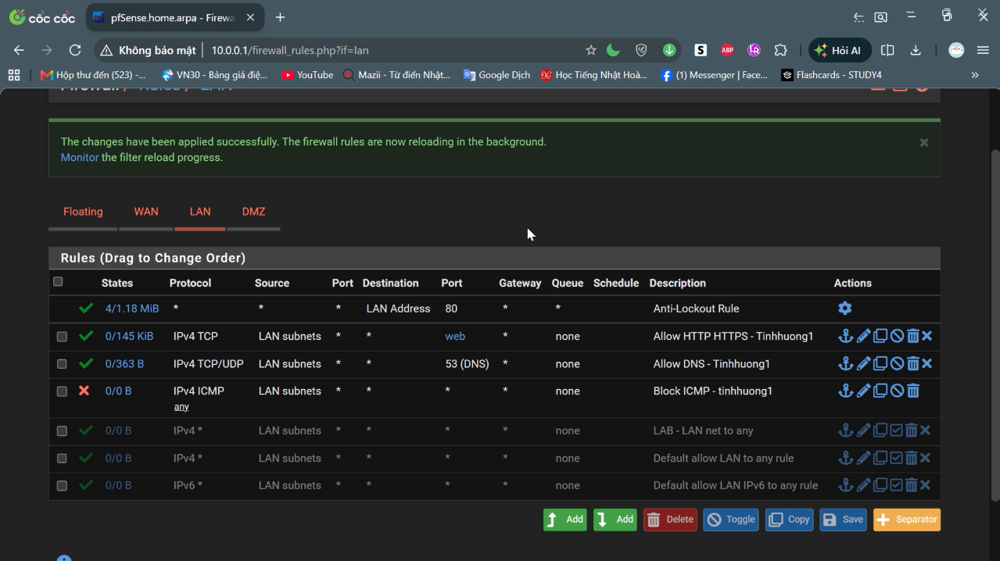 cốc cốc
pfSense.home.arpa - Firewa
Không bảo mật
10.0.0.1/firewall_rules.php?if=lan
S
ABP
Hỏi AI
Hộp thư đến (523) -...
VN30 - Bảng giá điệ...
YouTube
Mazii - Từ điển Nhật...
Google Dịch
Học Tiếng Nhật Hoà...
(1) Messenger | Face...
Flashcards - STUDY4
»
Firewall / Rules / LAN
The changes have been applied successfully. The firewall rules are now reloading in the background.
Monitor the filter reload progress.
Floating WAN LAN DMZ
Rules (Drag to Change Order)
States Protocol Source Port Destination Port Gateway Queue Schedule Description Actions
4/1.18 MiB * * * LAN Address 80 * * Anti-Lockout Rule
0/145 KiB IPv4 TCP LAN subnets * * web * none Allow HTTP HTTPS - Tinhhuong1
0/363 B IPv4 TCP/UDP LAN subnets * * 53 (DNS) * none Allow DNS - Tinhhuong1
0/0 B IPv4 ICMP LAN subnets * * * * none Block ICMP - tinhhuong1
any
0/0 B IPv4 * LAN subnets * * * * none LAB - LAN net to any
0/0 B IPv4 * LAN subnets * * * * none Default allow LAN to any rule
0/0 B IPv6 * LAN subnets * * * * none Default allow LAN IPv6 to any rule
Add Add Delete Toggle Copy Save Separator